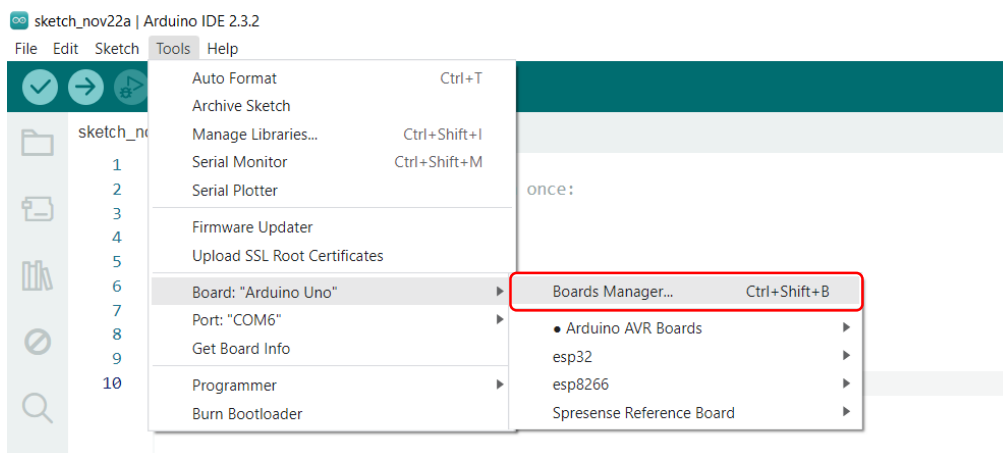 sketch_nov22a | Arduino IDE 2.3.2
File Edit Sketch Tools Help
Auto Format Ctrl+T
Archive Sketch
sketch_no
Manage Libraries... Ctrl+Shift+I
1
Serial Monitor Ctrl+Shift+M
2
Serial Plotter
once:
3
4
Firmware Updater
5
Upload SSL Root Certificates
6
Board: "Arduino Uno"
Boards Manager... Ctrl+Shift+B
7
Port: "COM6"
• Arduino AVR Boards
8
Get Board Info
9
esp32
10
Programmer
esp8266
Burn Bootloader
Spresense Reference Board